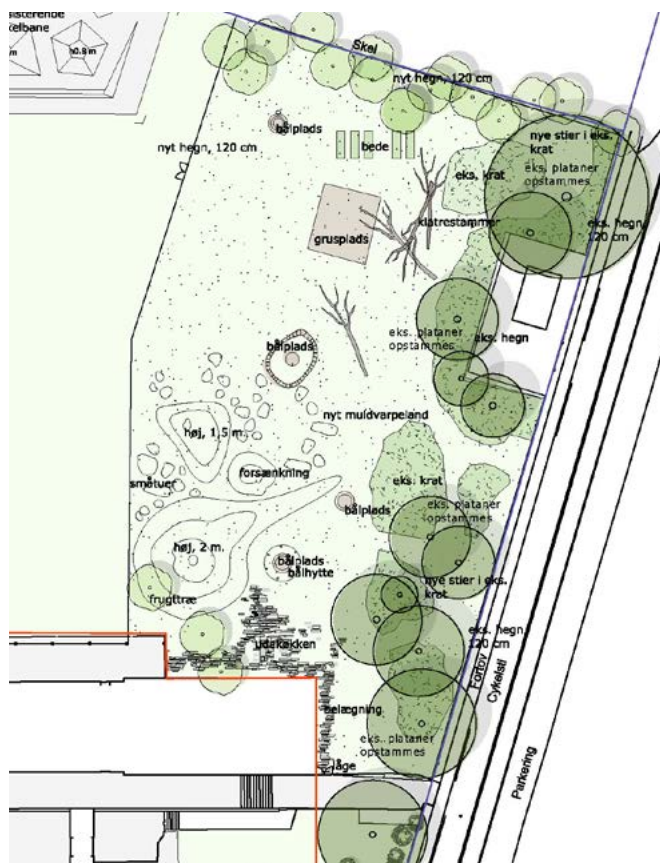 elbane
h0.8 m
Skel
nyt hegn, 120 cm
bålplads
nyt hegn, 120 cm
bede
nye stier i eks.
krat
eks. krat
eks. plataner
opstammes
klatrestammer
grusplads
eks. hegn
120 cm
bålplads
eks. plataner
opstammes
eks. hegn
nyt muldvarpeland
høj, 1,5 m.
forsænkning
småtuer
eks. krat
bålplads
eks. plataner
opstammes
høj, 2 m.
bålplads
bålhytte
nye stier i eks.
krat
frugttræ
eks. hegn
120 cm
udekøkken
Fortov
Cykelsti
belægning
eks.. plataner
opstammes
låge
Parkering